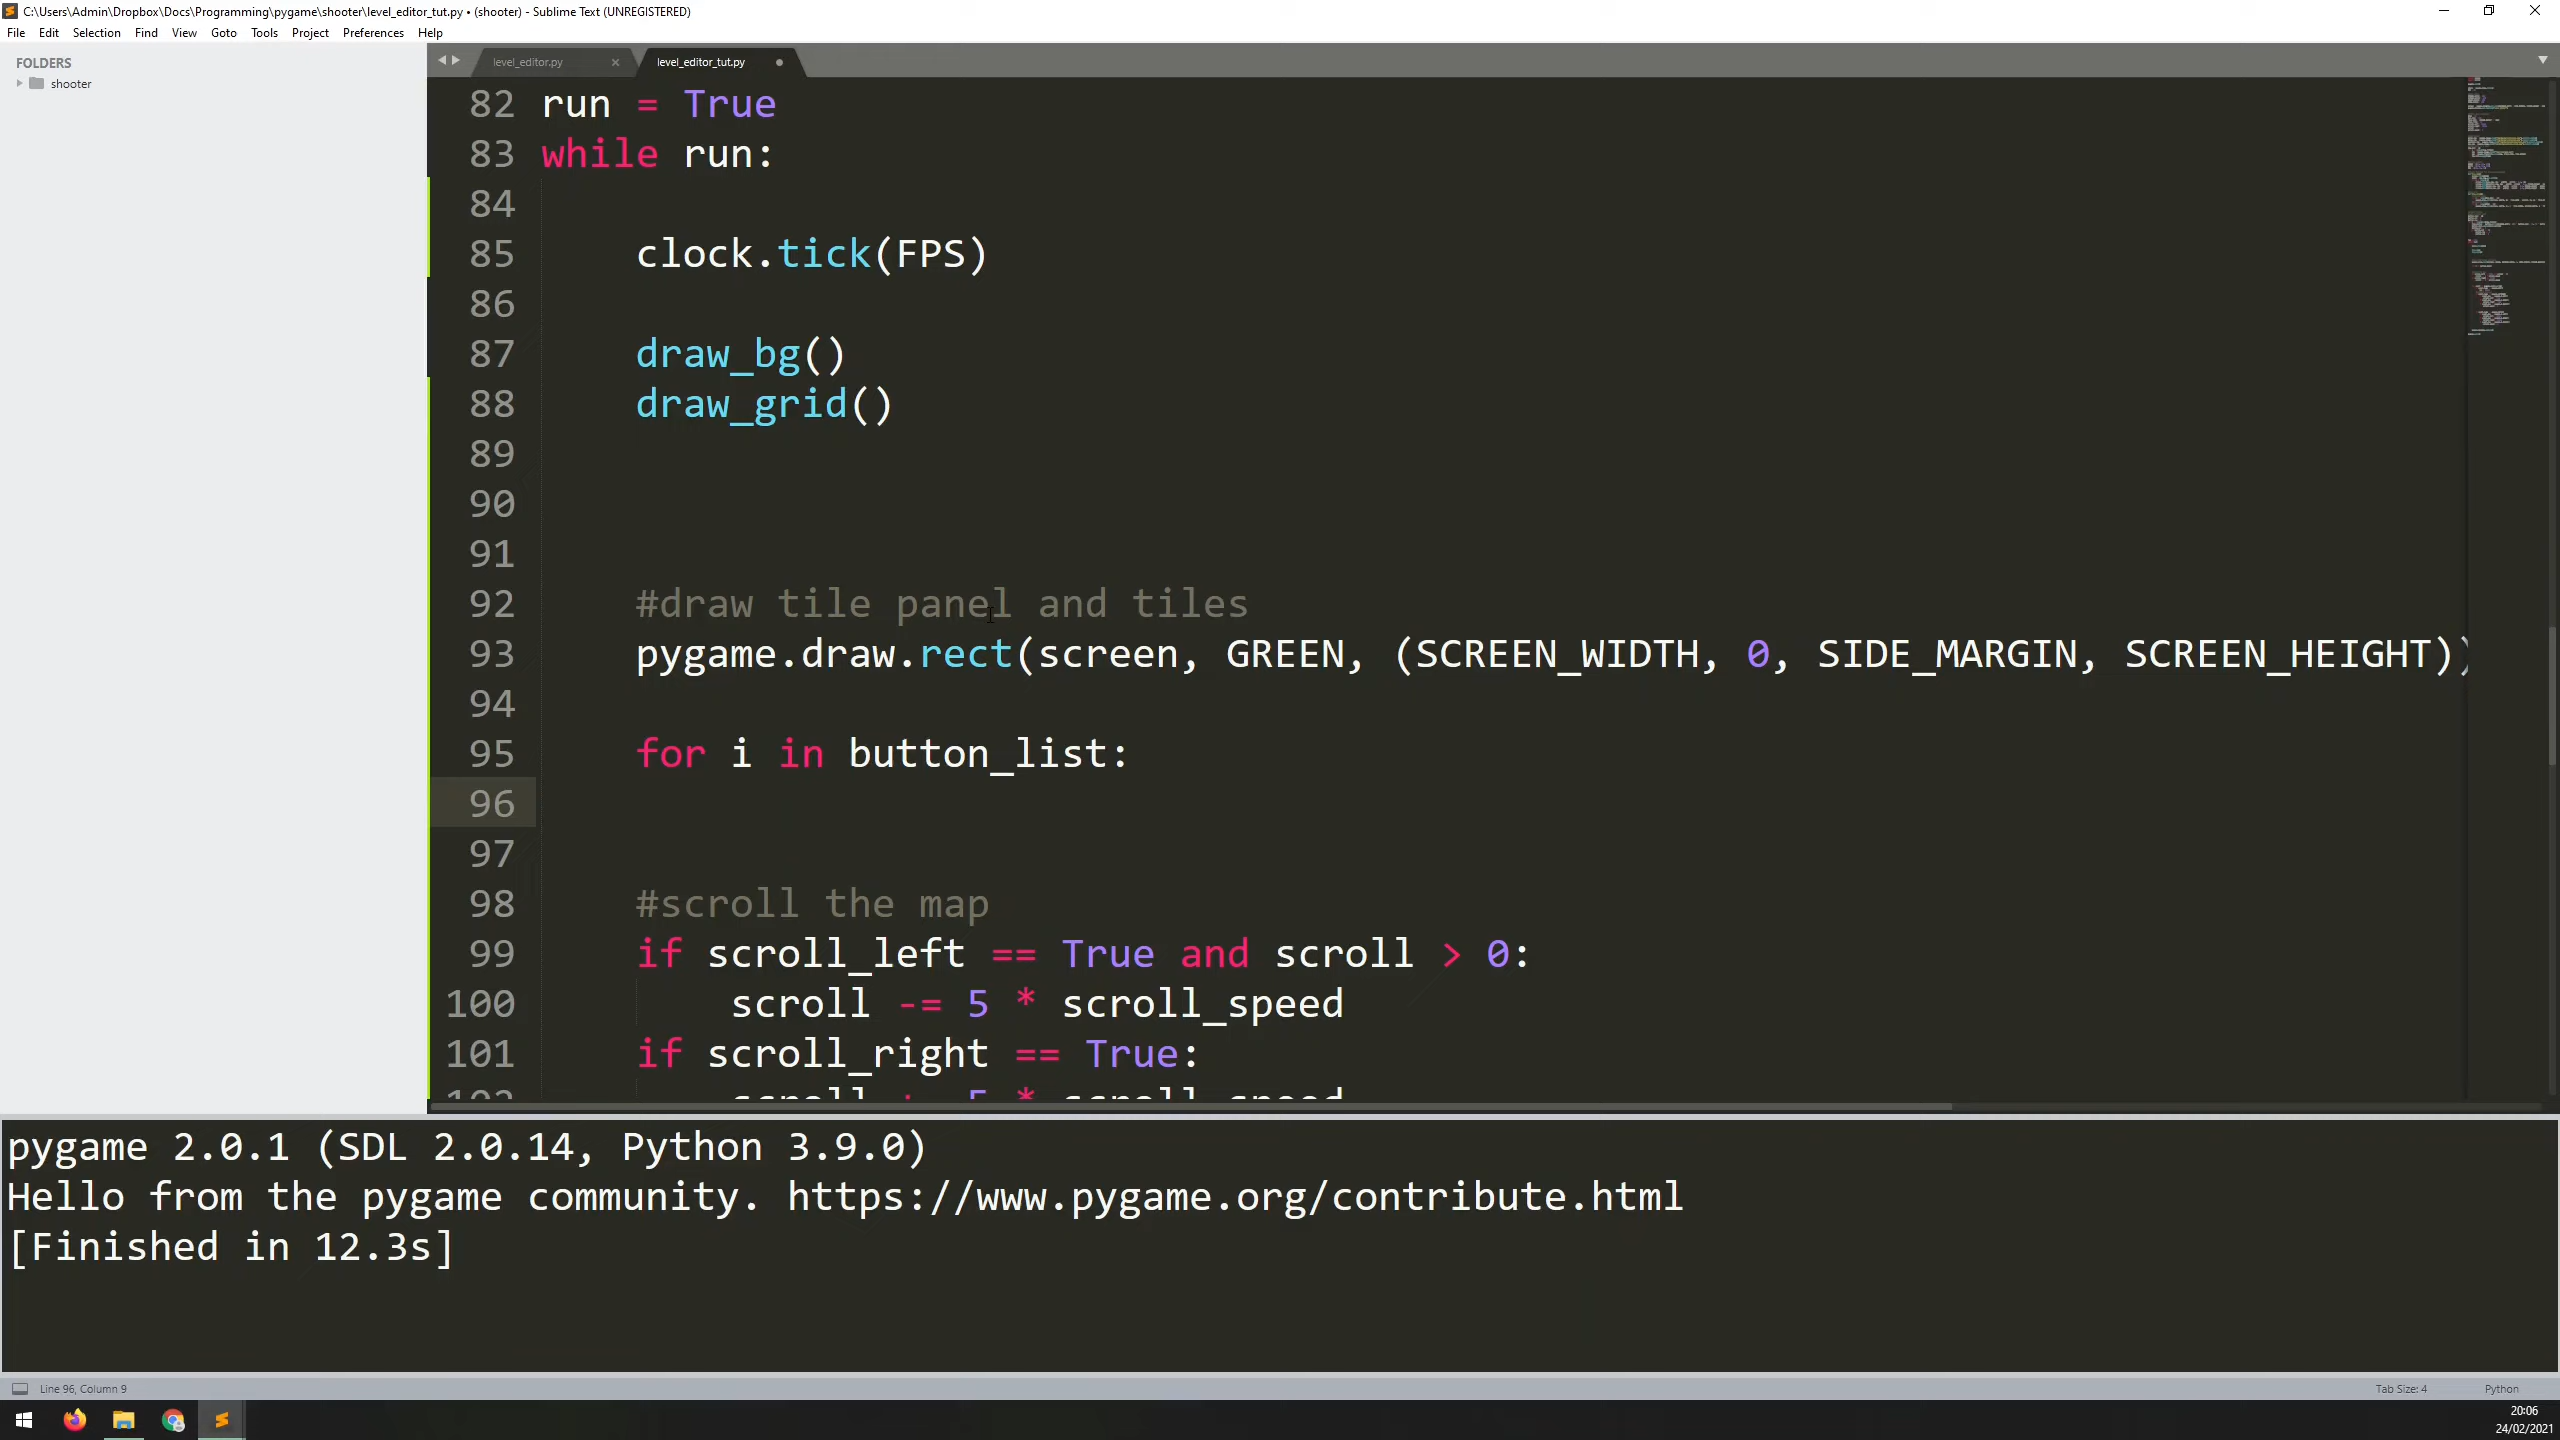 C:\Users\Admin\Dropbox\Docs\Programming\pygame\shooter\level_editor_tut.py • (shooter) - Sublime Text (UNREGISTERED)
File Edit Selection Find View Goto Tools Project Preferences Help
FOLDERS
shooter
level_editor.py
level_editor_tut.py
82 run = True
83 while run:
84
85     clock.tick(FPS)
86
87     draw_bg()
88     draw_grid()
89
90
91
92     #draw tile panel and tiles
93     pygame.draw.rect(screen, GREEN, (SCREEN_WIDTH, 0, SIDE_MARGIN, SCREEN_HEIGHT))
94
95     for i in button_list:
96
97
98     #scroll the map
99     if scroll_left == True and scroll > 0:
100         scroll -= 5 * scroll_speed
101     if scroll_right == True:
pygame 2.0.1 (SDL 2.0.14, Python 3.9.0)
Hello from the pygame community. https://www.pygame.org/contribute.html
[Finished in 12.3s]
Line 96, Column 9
Tab Size: 4
Python
20:06
24/02/2021